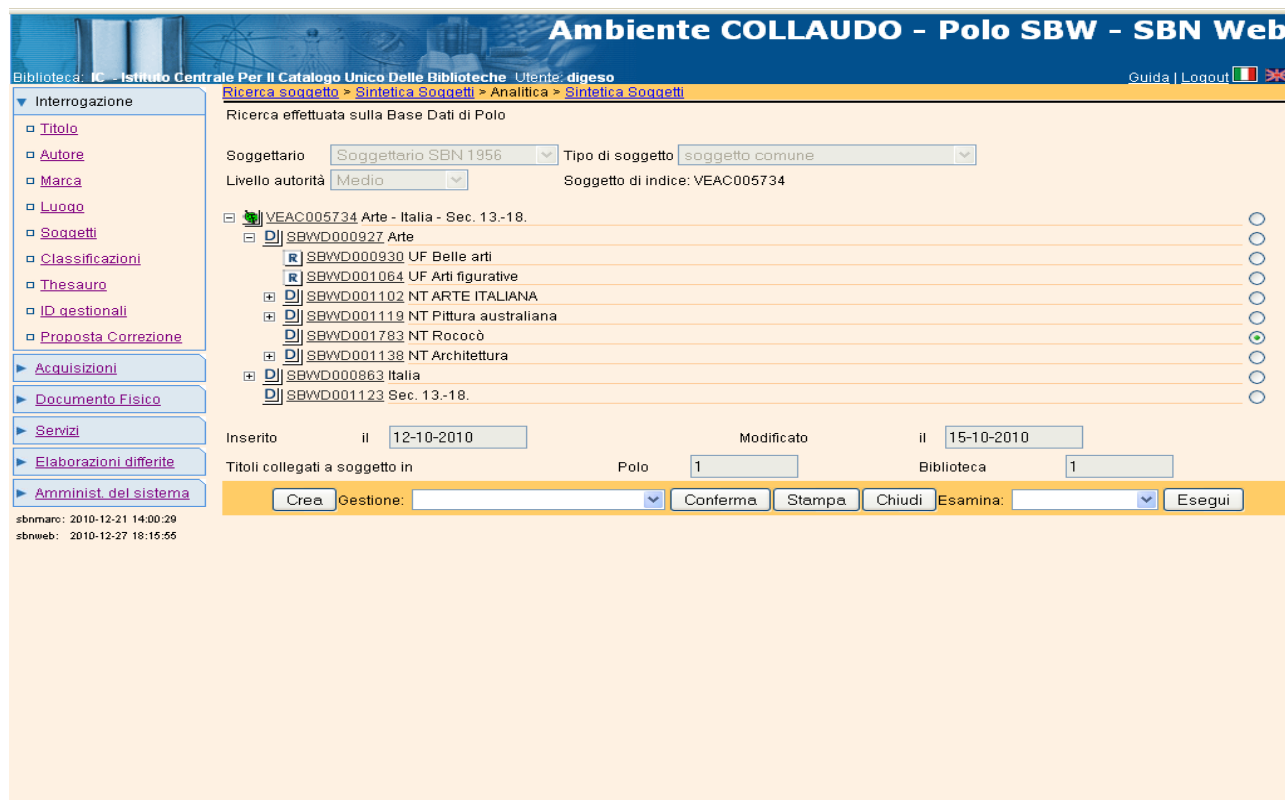 Ambiente COLLAUDO - Polo SBW - SBN Web
Biblioteca: IC - Istituto Centrale Per Il Catalogo Unico Delle Biblioteche Utente: digeso
Guida | Logout
Interrogazione
Titolo
Autore
Marca
Luogo
Soggetti
Classificazioni
Thesauro
ID gestionali
Proposta Correzione
Acquisizioni
Documento Fisico
Servizi
Elaborazioni differite
Amminist. del sistema
sbnmarc: 2010-12-21 14:00:29
sbnweb: 2010-12-27 18:15:55
Ricerca soggetto > Sintetica Soggetti > Analitica > Sintetica Soggetti
Ricerca effettuata sulla Base Dati di Polo
Soggettario Soggettario SBN 1956 Tipo di soggetto soggetto comune
Livello autorità Medio Soggetto di indice: VEAC005734
VEAC005734 Arte - Italia - Sec. 13.-18.
D SBWD000927 Arte
R SBWD000930 UF Belle arti
R SBWD001064 UF Arti figurative
D SBWD001102 NT ARTE ITALIANA
D SBWD001119 NT Pittura australiana
D SBWD001783 NT Rococò
D SBWD001138 NT Architettura
D SBWD000863 Italia
D SBWD001123 Sec. 13.-18.
Inserito il 12-10-2010 Modificato il 15-10-2010
Titoli collegati a soggetto in Polo 1 Biblioteca 1
Crea Gestione: Conferma Stampa Chiudi Esamina: Esegui